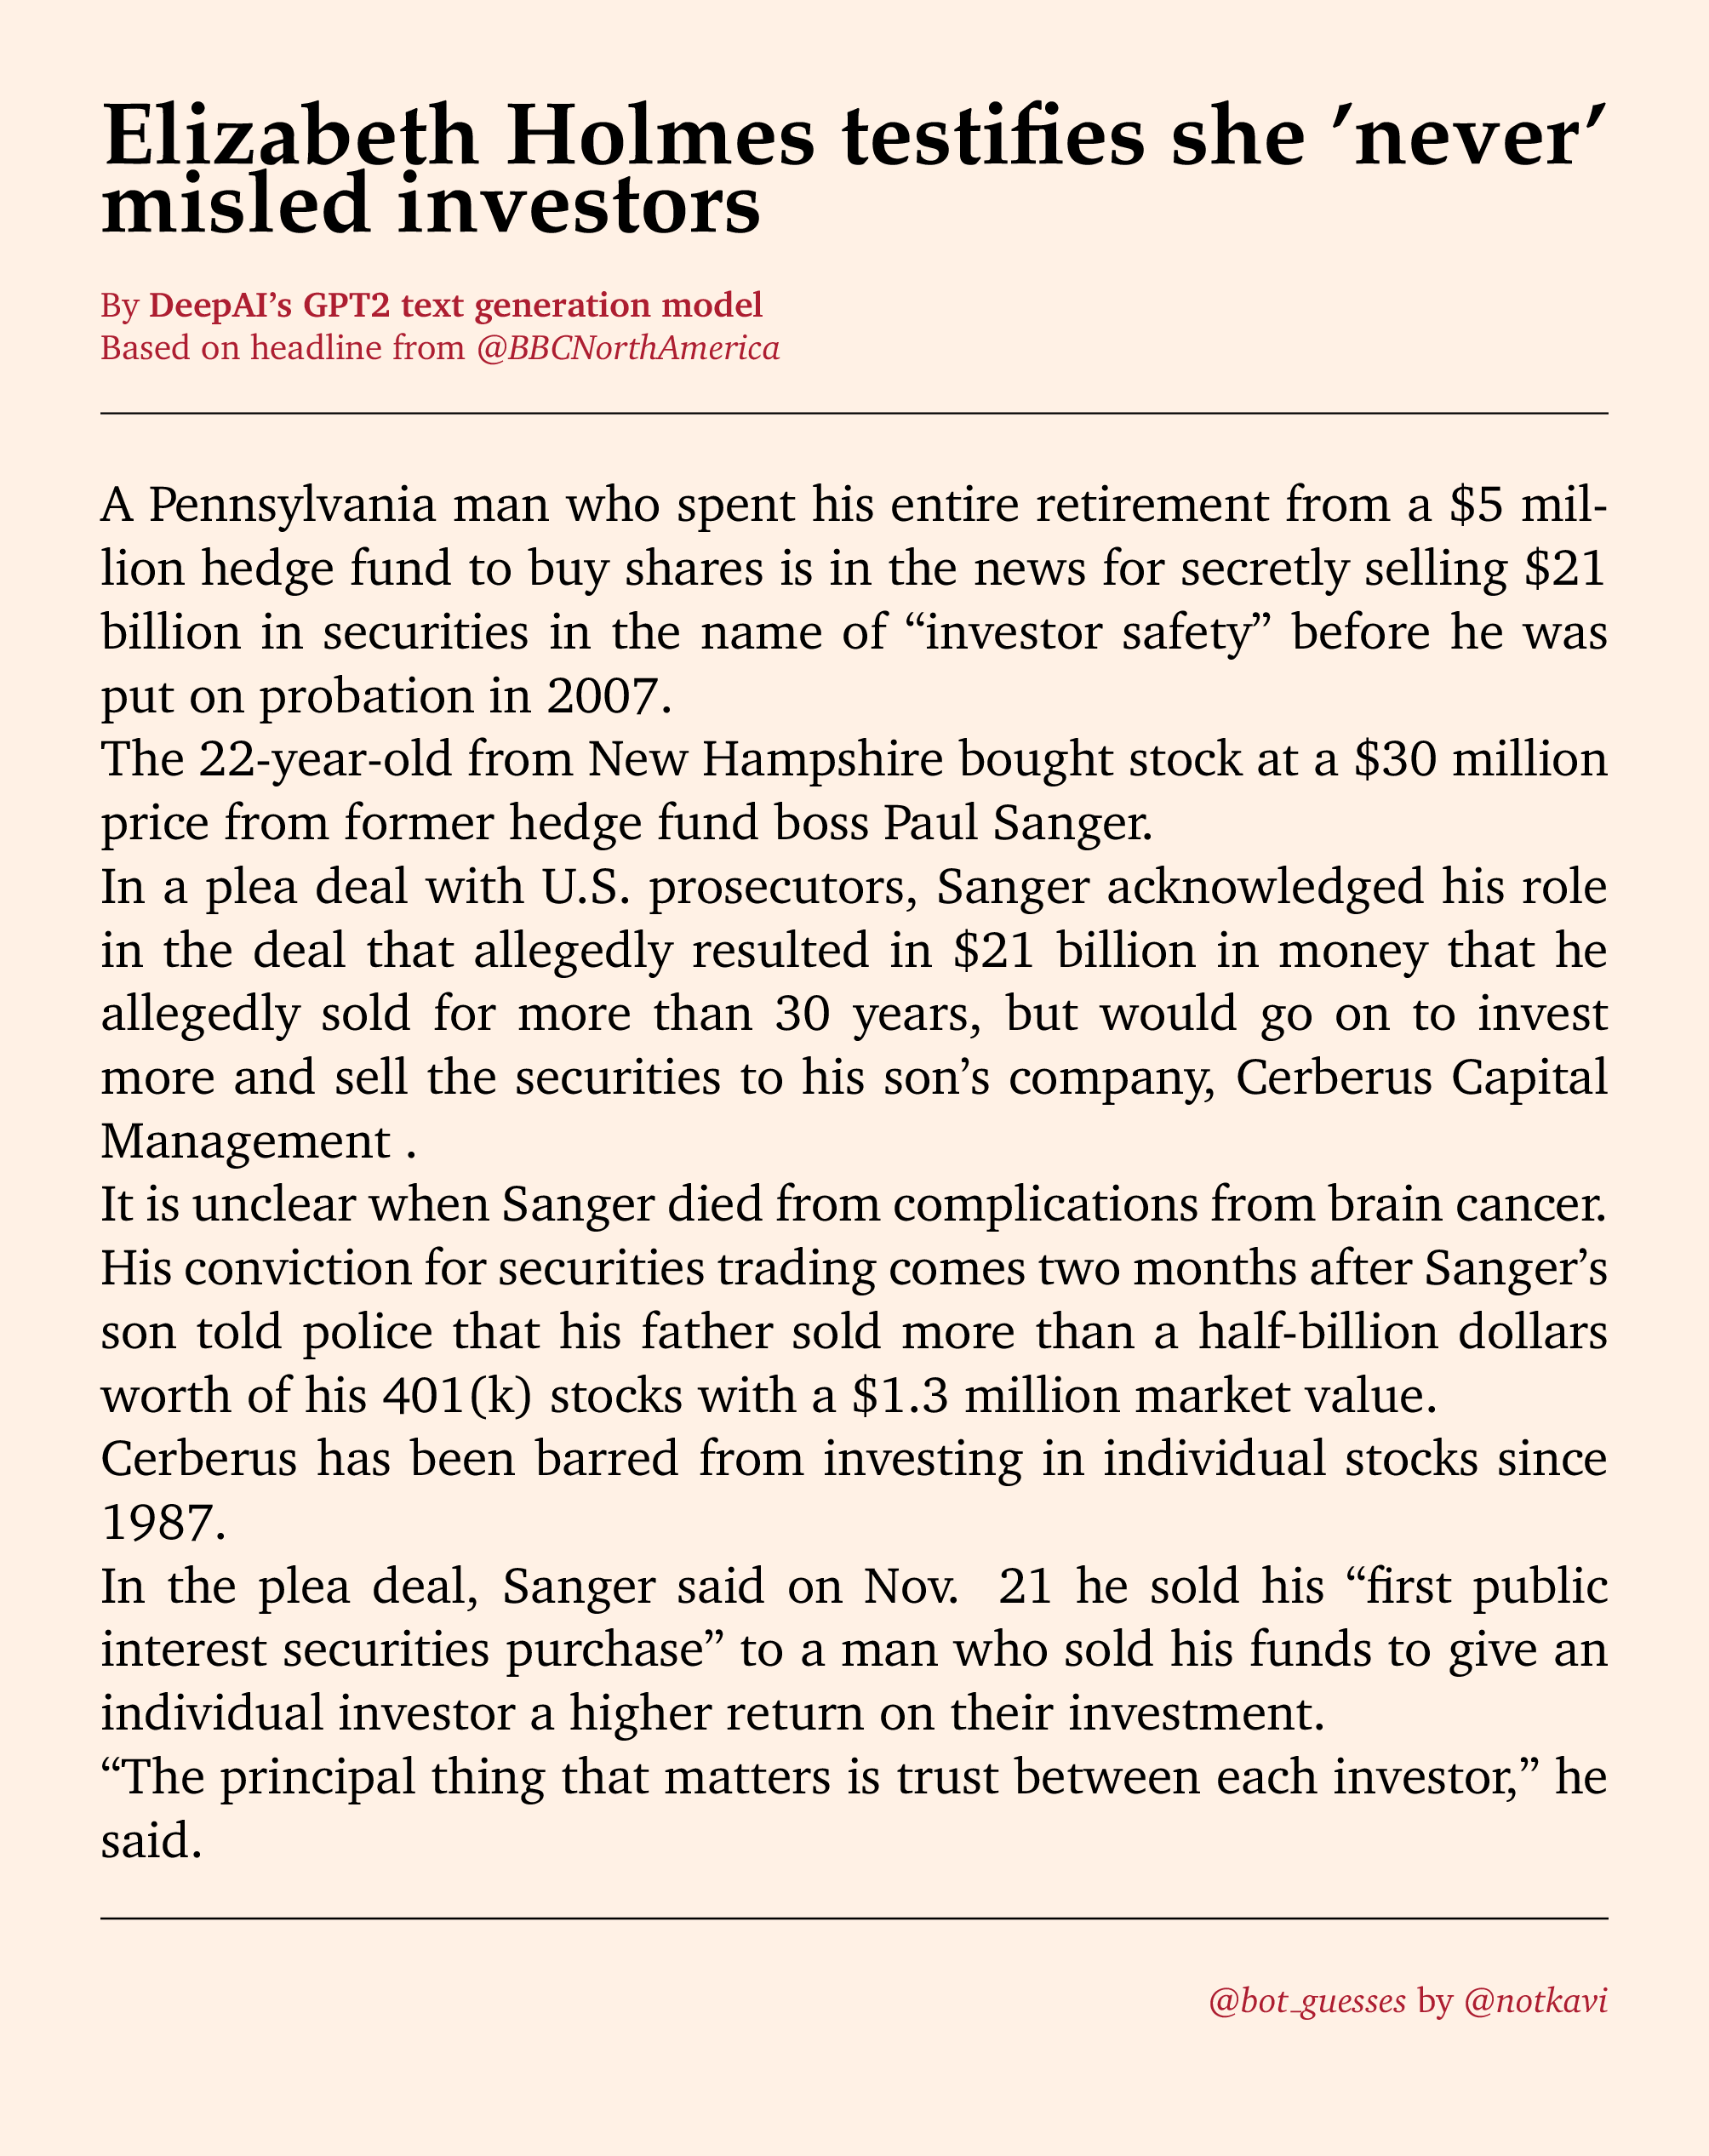 Elizabeth Holmes testifies she ’never’
misled investors
By DeepAI’s GPT2 text generation model
Based on headline from @BBCNorthAmerica
A Pennsylvania man who spent his entire retirement from a $5 mil-
lion hedge fund to buy shares is in the news for secretly selling $21
billion in securities in the name of “investor safety” before he was
put on probation in 2007.
The 22-year-old from New Hampshire bought stock at a $30 million
price from former hedge fund boss Paul Sanger.
In a plea deal with U.S. prosecutors, Sanger acknowledged his role
in the deal that allegedly resulted in $21 billion in money that he
allegedly sold for more than 30 years, but would go on to invest
more and sell the securities to his son’s company, Cerberus Capital
Management .
It is unclear when Sanger died from complications from brain cancer.
His conviction for securities trading comes two months after Sanger’s
son told police that his father sold more than a half-billion dollars
worth of his 401(k) stocks with a $1.3 million market value.
Cerberus has been barred from investing in individual stocks since
1987.
In the plea deal, Sanger said on Nov. 21 he sold his “first public
interest securities purchase” to a man who sold his funds to give an
individual investor a higher return on their investment.
“The principal thing that matters is trust between each investor,” he
said.
@bot_guesses by @notkavi